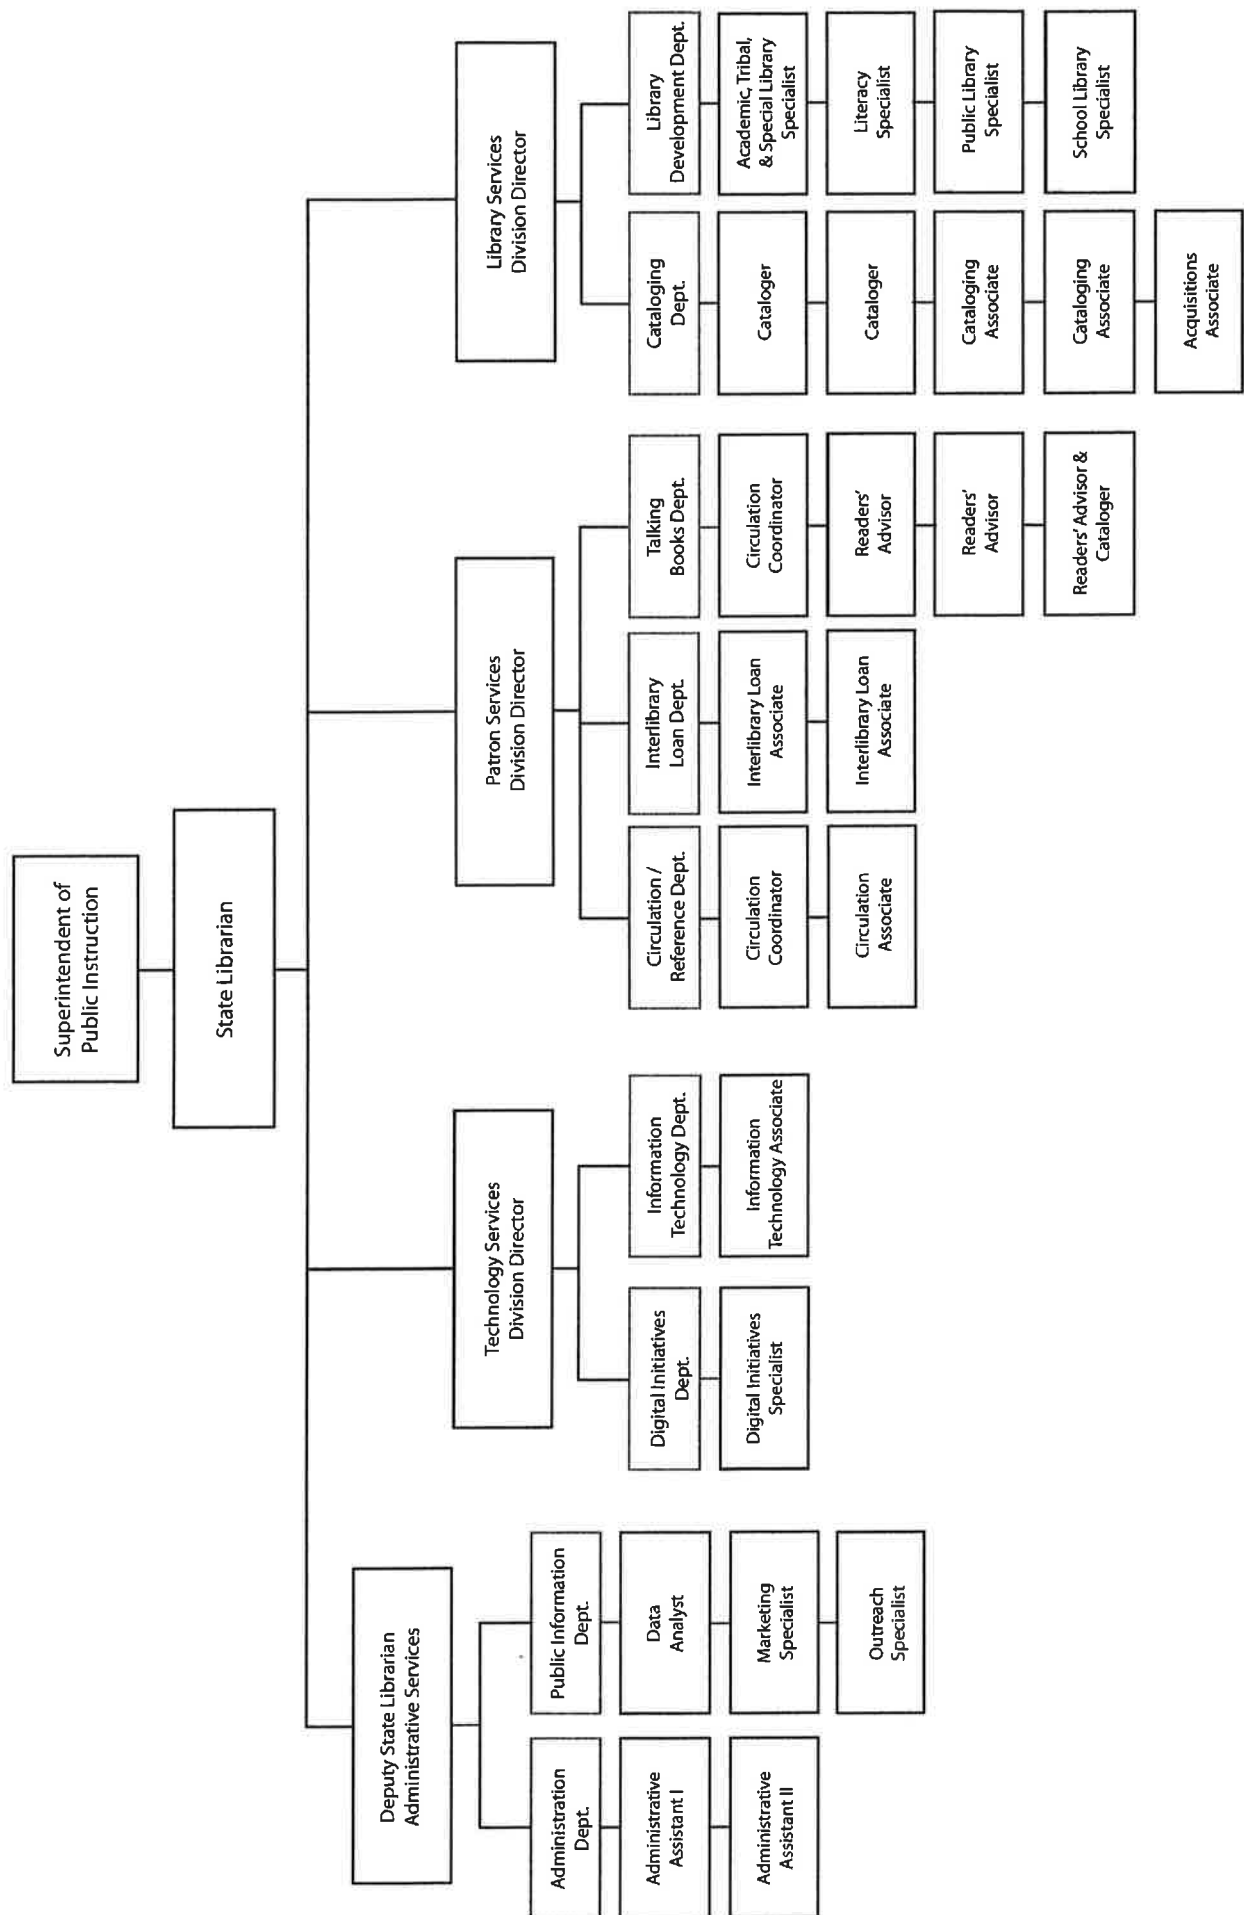 Superintendent of
Public Instruction
State Librarian
Deputy State Librarian
Administrative Services
Administration
Dept.
Administrative
Assistant I
Administrative
Assistant II
Public Information
Dept.
Data
Analyst
Marketing
Specialist
Outreach
Specialist
Technology Services
Division Director
Digital Initiatives
Dept.
Digital Initiatives
Specialist
Information
Technology Dept.
Information
Technology Associate
Patron Services
Division Director
Circulation /
Reference Dept.
Circulation
Coordinator
Circulation
Associate
Interlibrary
Loan Dept.
Interlibrary Loan
Associate
Interlibrary Loan
Associate
Talking
Books Dept.
Circulation
Coordinator
Readers'
Advisor
Readers'
Advisor
Readers' Advisor &
Cataloger
Library Services
Division Director
Cataloging
Dept.
Cataloger
Cataloger
Cataloging
Associate
Cataloging
Associate
Acquisitions
Associate
Library
Development Dept.
Academic, Tribal,
& Special Library
Specialist
Literacy
Specialist
Public Library
Specialist
School Library
Specialist